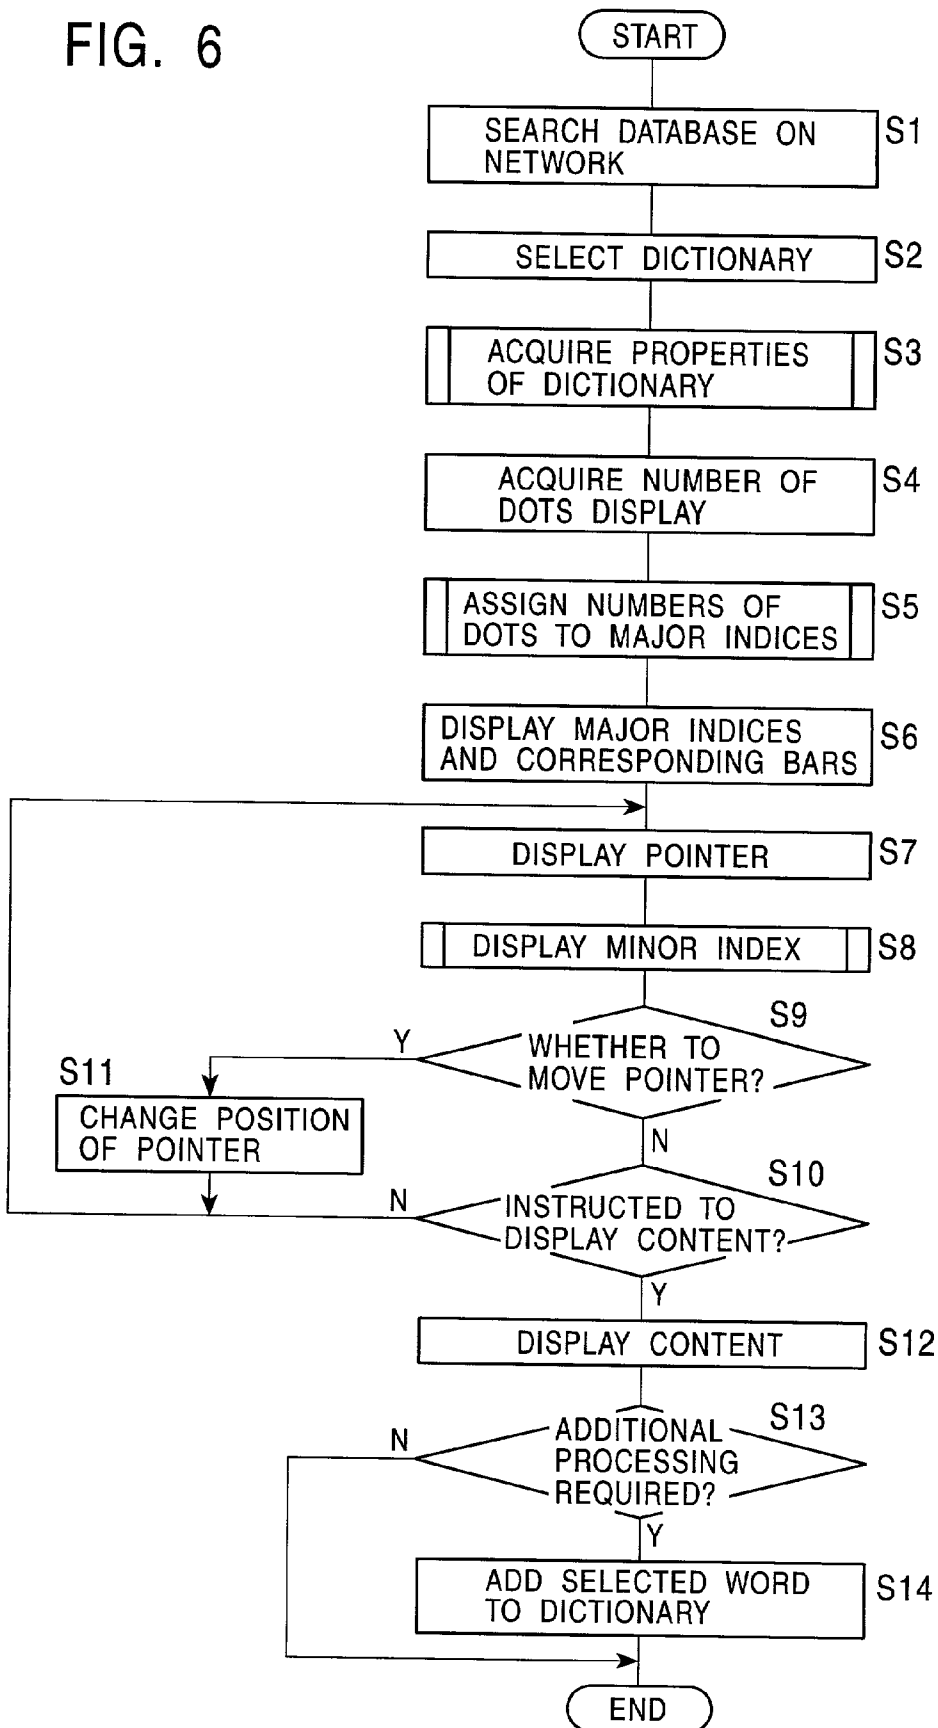 FIG. 6
START
SEARCH DATABASE ON
NETWORK
S1
SELECT DICTIONARY
S2
ACQUIRE PROPERTIES
OF DICTIONARY
S3
ACQUIRE NUMBER OF
DOTS DISPLAY
S4
ASSIGN NUMBERS OF
DOTS TO MAJOR INDICES
S5
DISPLAY MAJOR INDICES
AND CORRESPONDING BARS
S6
DISPLAY POINTER
S7
DISPLAY MINOR INDEX
S8
S9
WHETHER TO
MOVE POINTER?
Y
N
S11
CHANGE POSITION
OF POINTER
S10
INSTRUCTED TO
DISPLAY CONTENT?
N
Y
DISPLAY CONTENT
S12
S13
ADDITIONAL
PROCESSING
REQUIRED?
N
Y
ADD SELECTED WORD
TO DICTIONARY
S14
END